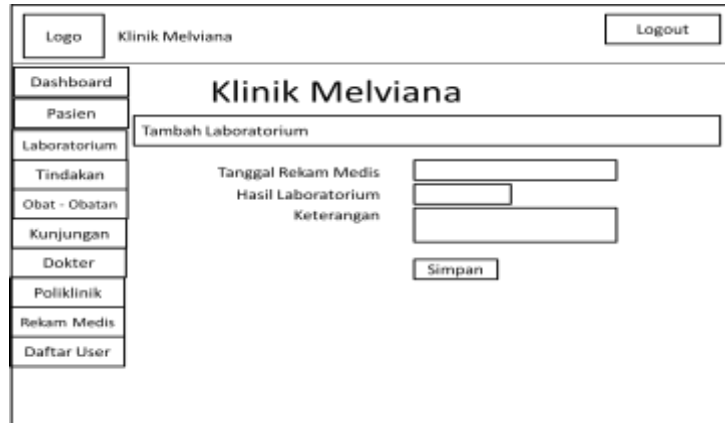 Logo
Klinik Melviana
Logout
Dashboard
Pasien
Laboratorium
Tindakan
Obat - Obatan
Kunjungan
Dokter
Poliklinik
Rekam Medis
Daftar User
Klinik Melviana
Tambah Laboratorium
Tanggal Rekam Medis
Hasil Laboratorium
Keterangan
Simpan